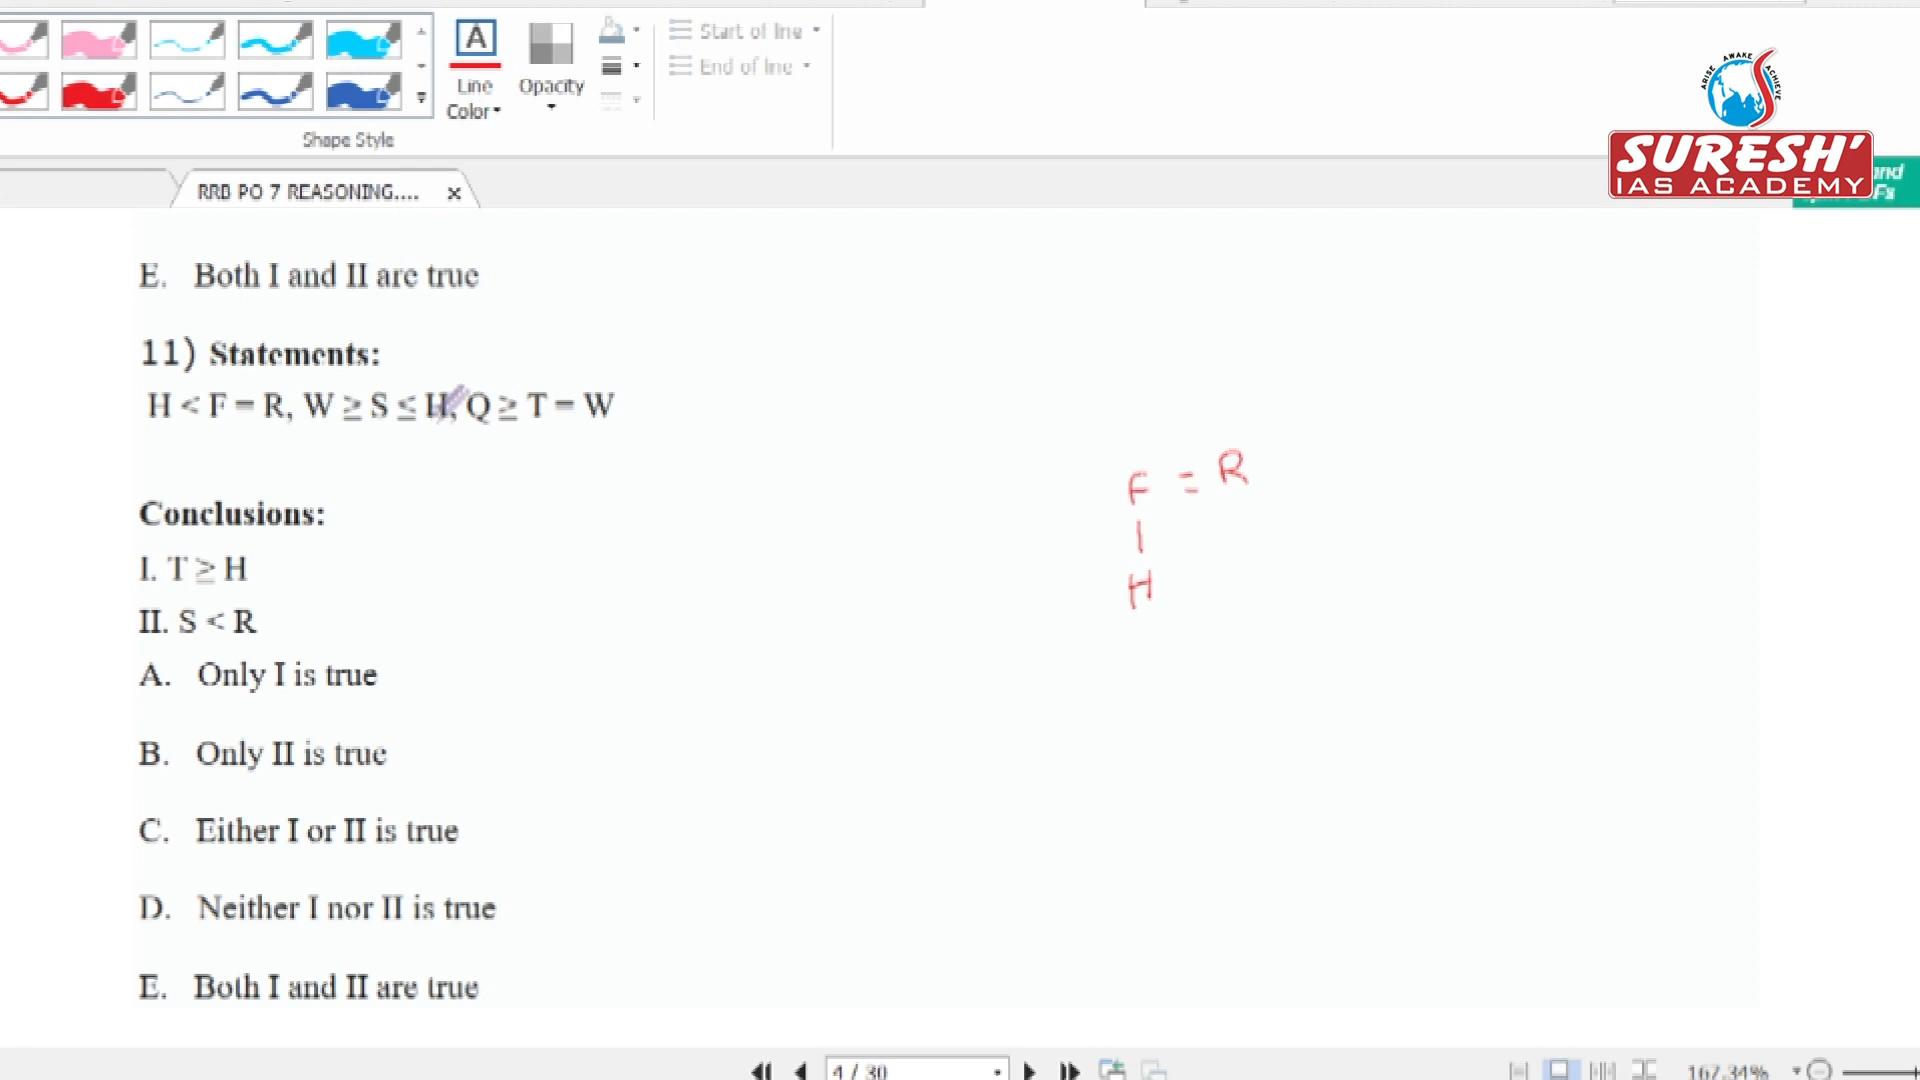 Start of line
End of line
Line
Color
Opacity
Shape Style
ARISE AWAKE ACHIEVE
SURESH'
IAS ACADEMY
RRB PO 7 REASONING....
E. Both I and II are true
11) Statements:
H < F = R, W ≥ S ≤ H, Q ≥ T = W
F = R
I
H
Conclusions:
I. T ≥ H
II. S < R
A. Only I is true
B. Only II is true
C. Either I or II is true
D. Neither I nor II is true
E. Both I and II are true
4 / 30
167.34%